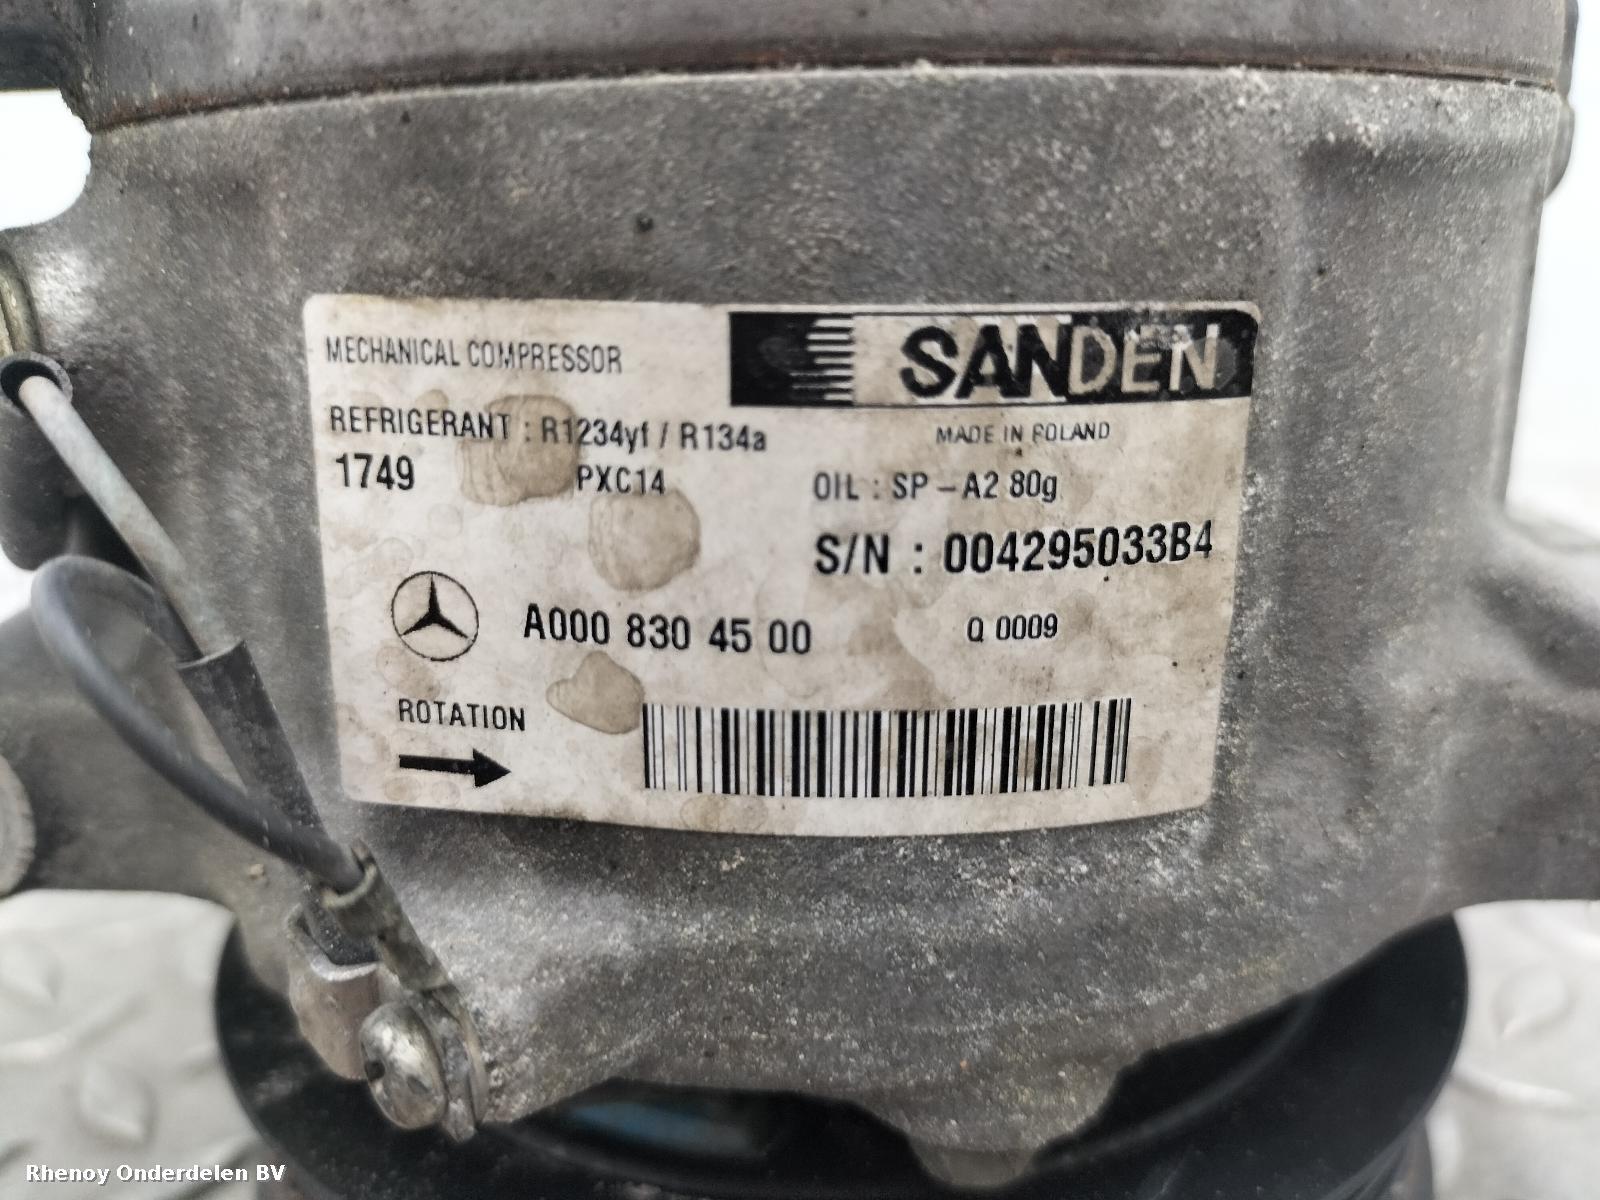 SANDEN
MECHANICAL COMPRESSOR
REFRIGERANT : R1234yf / R134a
MADE IN POLAND
1749 PXC14
OIL : SP-A2 80g
S/N : 004295033B4
A000 830 45 00
Q 0009
ROTATION
Rhenoy Onderdelen BV